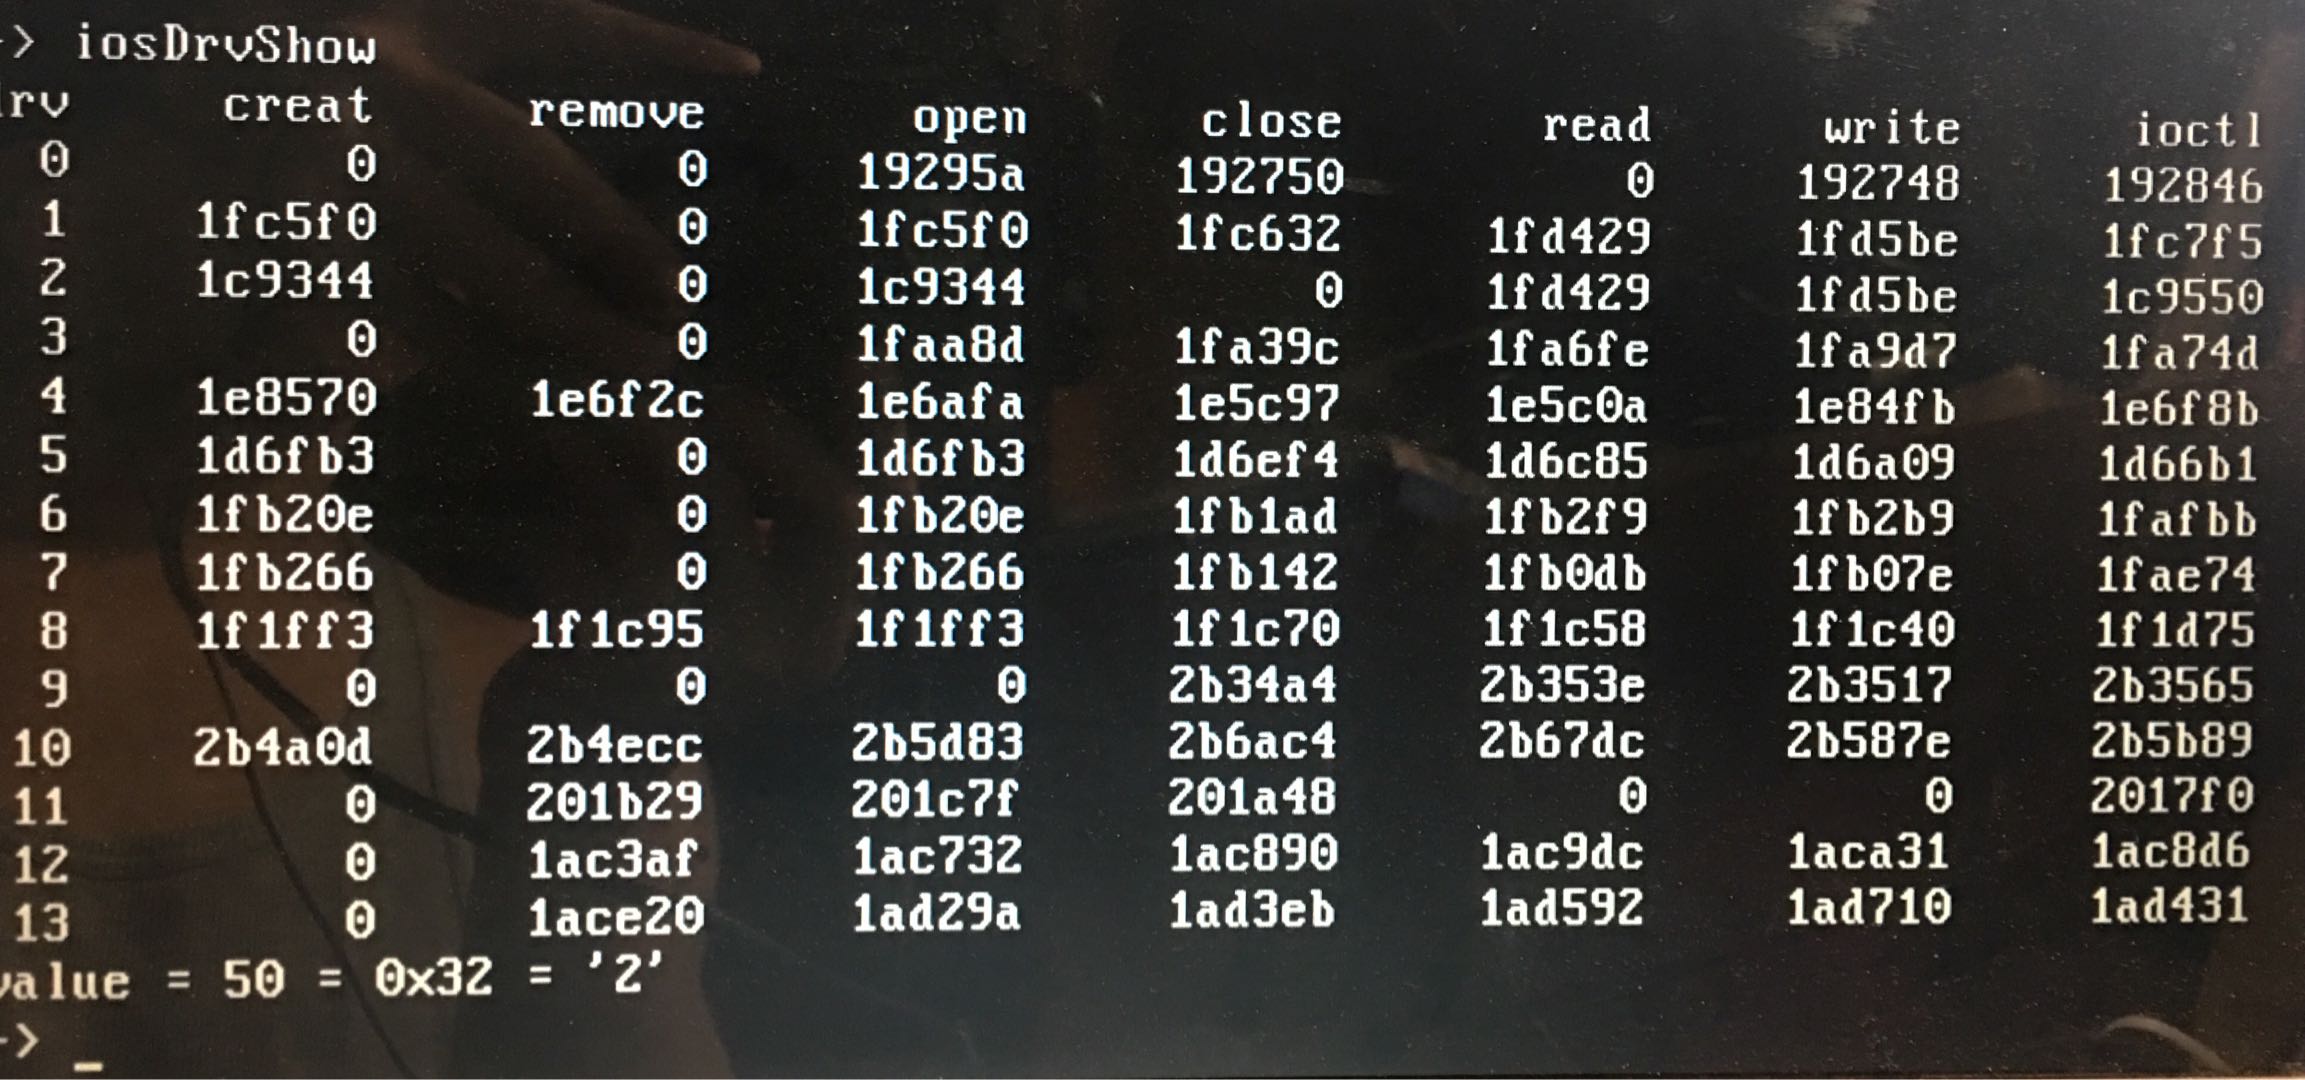 -> iosDrvShow
drv creat remove open close read write ioctl
0 0 0 19295a 192750 0 192748 192846
1 1fc5f0 0 1fc5f0 1fc632 1fd429 1fd5be 1fc7f5
2 1c9344 0 1c9344 0 1fd429 1fd5be 1c9550
3 0 0 1faa8d 1fa39c 1fa6fe 1fa9d7 1fa74d
4 1e8570 1e6f2c 1e6afa 1e5c97 1e5c0a 1e84fb 1e6f8b
5 1d6fb3 0 1d6fb3 1d6ef4 1d6c85 1d6a09 1d66b1
6 1fb20e 0 1fb20e 1fb1ad 1fb2f9 1fb2b9 1fafbb
7 1fb266 0 1fb266 1fb142 1fb0db 1fb07e 1fae74
8 1f1ff3 1f1c95 1f1ff3 1f1c70 1f1c58 1f1c40 1f1d75
9 0 0 0 2b34a4 2b353e 2b3517 2b3565
10 2b4a0d 2b4ecc 2b5d83 2b6ac4 2b67dc 2b587e 2b5b89
11 0 201b29 201c7f 201a48 0 0 2017f0
12 0 1ac3af 1ac732 1ac890 1ac9dc 1aca31 1ac8d6
13 0 1ace20 1ad29a 1ad3eb 1ad592 1ad710 1ad431
value = 50 = 0x32 = '2'
-> _